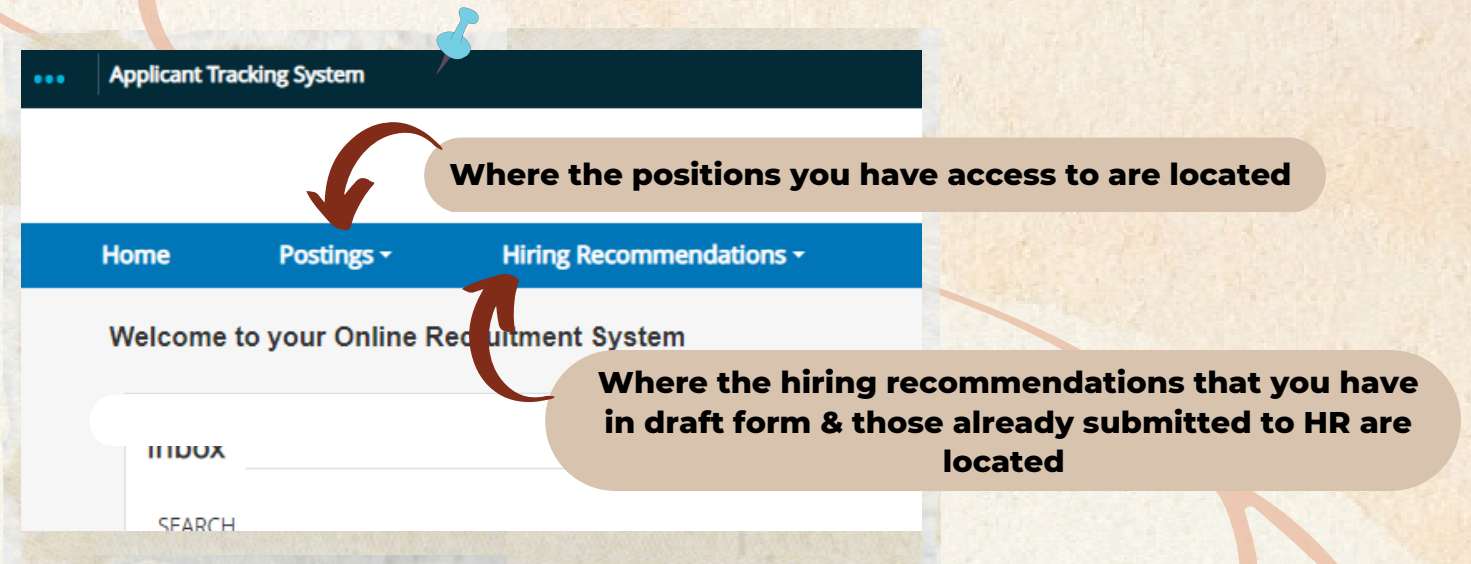 ••• Applicant Tracking System
Where the positions you have access to are located
Home Postings Hiring Recommendations
Welcome to your Online Recruitment System
Where the hiring recommendations that you have
in draft form & those already submitted to HR are
located
Inbox
SEARCH